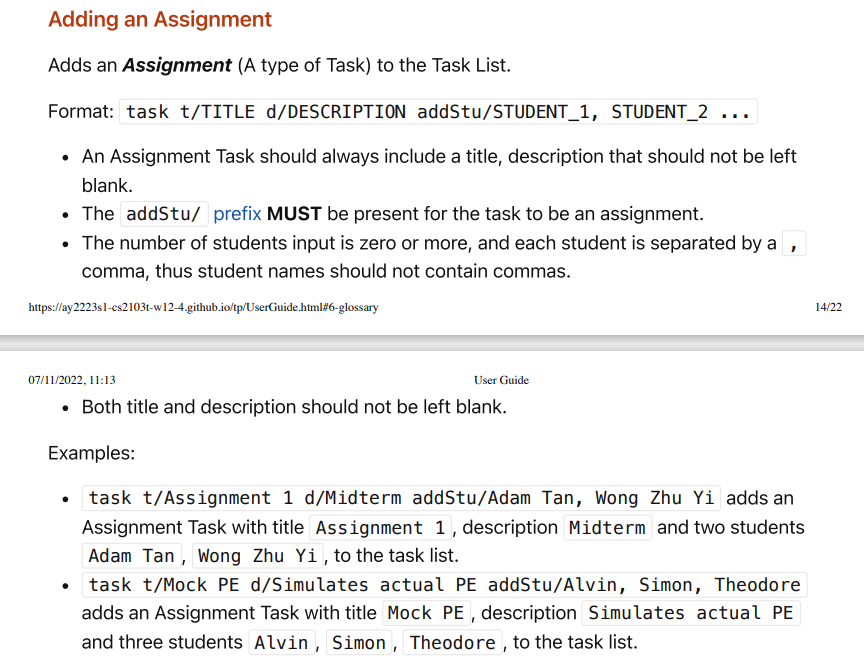 Adding an Assignment
Adds an Assignment (A type of Task) to the Task List.
Format: task t/TITLE d/DESCRIPTION addStu/STUDENT_1, STUDENT_2 ...
• An Assignment Task should always include a title, description that should not be left
blank.
• The addStu/ prefix MUST be present for the task to be an assignment.
• The number of students input is zero or more, and each student is separated by a ,
comma, thus student names should not contain commas.
https://ay2223s1-cs2103t-w12-4.github.io/tp/UserGuide.html#6-glossary 14/22
07/11/2022, 11:13 User Guide
• Both title and description should not be left blank.
Examples:
• task t/Assignment 1 d/Midterm addStu/Adam Tan, Wong Zhu Yi adds an
Assignment Task with title Assignment 1, description Midterm and two students
Adam Tan, Wong Zhu Yi, to the task list.
• task t/Mock PE d/Simulates actual PE addStu/Alvin, Simon, Theodore
adds an Assignment Task with title Mock PE, description Simulates actual PE
and three students Alvin, Simon, Theodore, to the task list.